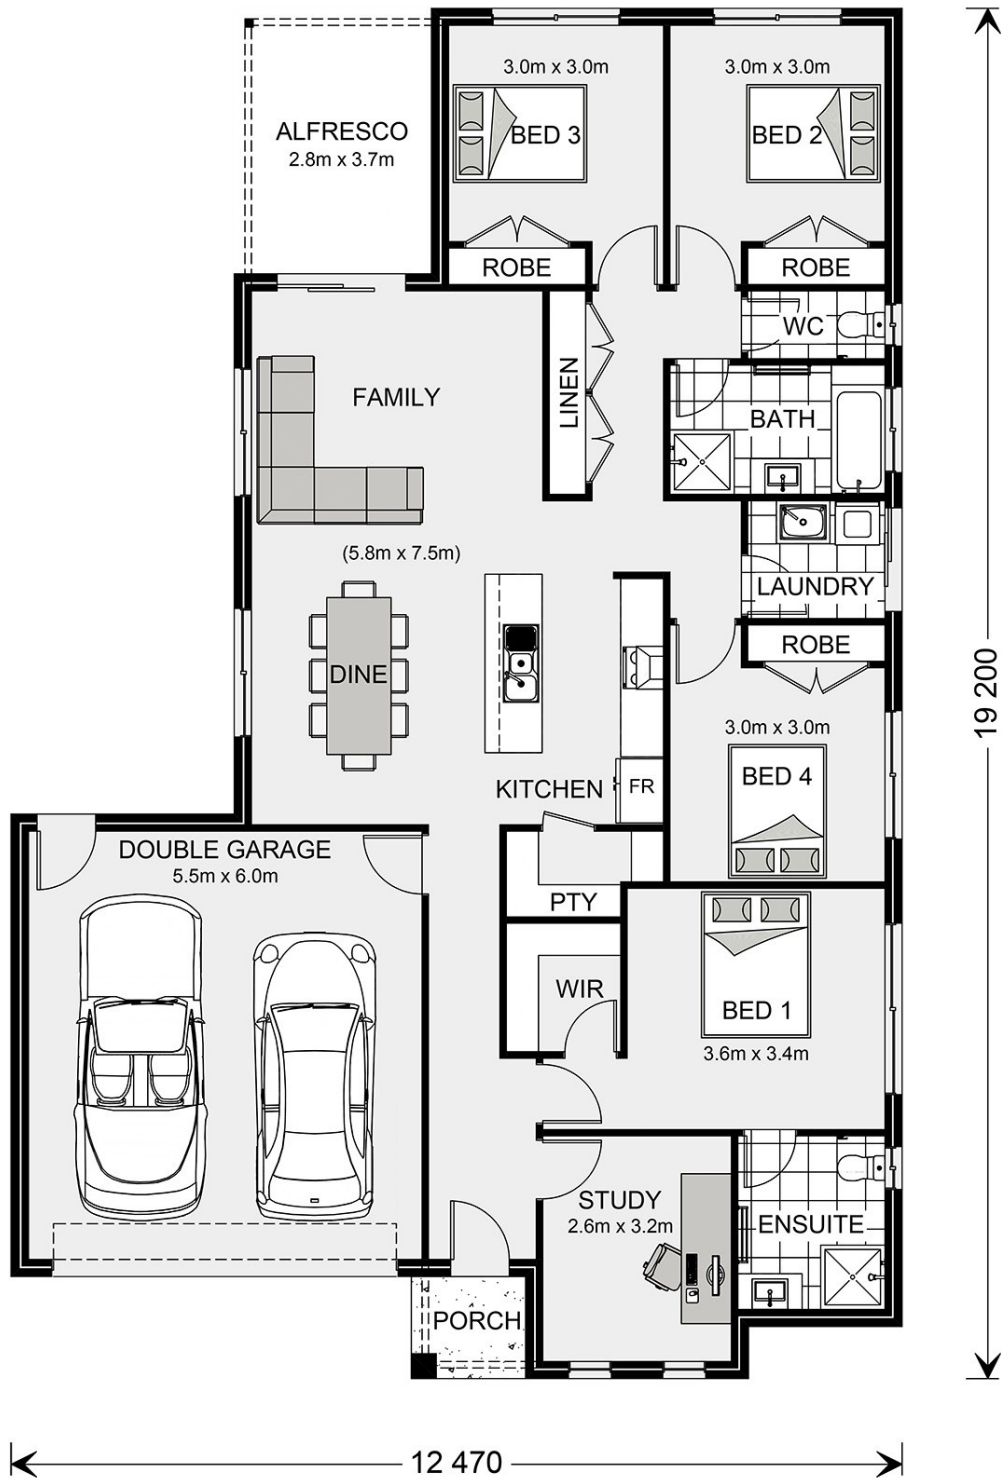 3.0m x 3.0m
BED 3
3.0m x 3.0m
BED 2
ALFRESCO
2.8m x 3.7m
ROBE
ROBE
WC
LINEN
FAMILY
BATH
(5.8m x 7.5m)
LAUNDRY
ROBE
DINE
3.0m x 3.0m
BED 4
KITCHEN
FR
19 200
DOUBLE GARAGE
5.5m x 6.0m
PTY
WIR
BED 1
3.6m x 3.4m
STUDY
2.6m x 3.2m
ENSUITE
PORCH
12 470